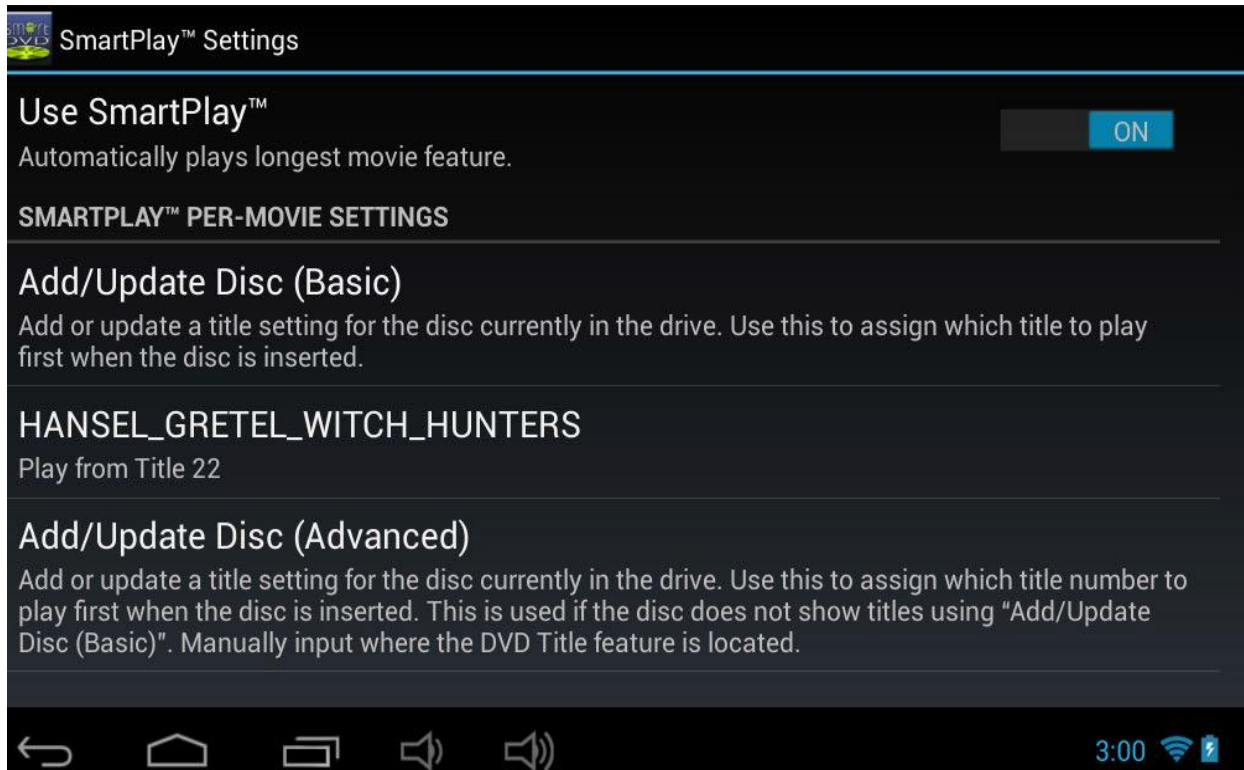 smart
DVD
SmartPlay™ Settings
Use SmartPlay™
ON
Automatically plays longest movie feature.
SMARTPLAY™ PER-MOVIE SETTINGS
Add/Update Disc (Basic)
Add or update a title setting for the disc currently in the drive. Use this to assign which title to play
first when the disc is inserted.
HANSEL_GRETEL_WITCH_HUNTERS
Play from Title 22
Add/Update Disc (Advanced)
Add or update a title setting for the disc currently in the drive. Use this to assign which title number to
play first when the disc is inserted. This is used if the disc does not show titles using “Add/Update
Disc (Basic)". Manually input where the DVD Title feature is located.
3:00